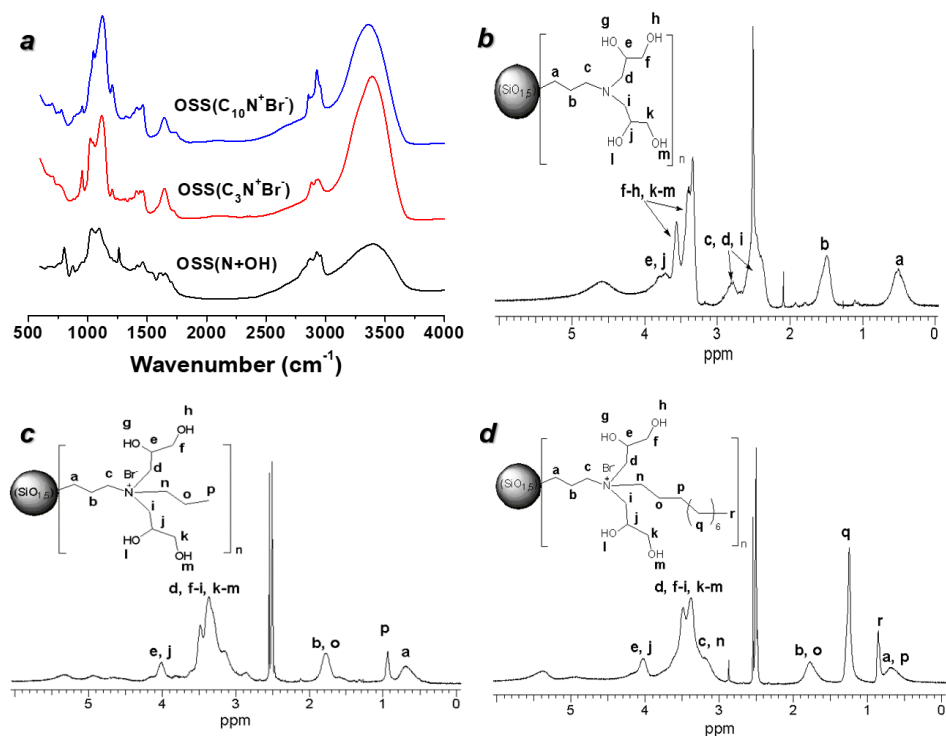 a
OSS(C10N+Br-)
OSS(C3N+Br-)
OSS(N+OH)
500 1000 1500 2000 2500 3000 3500 4000
Wavenumber (cm-1)
b
g h
HO OH
e
f
a c d
(SiO1,5)
b N
i
k
j
HO OH
l m
n
f-h, k-m
c, d, i
e, j
b
a
5 4 3 2 1 0
ppm
c
h
g OH
HO e
f
Br- d
a c n p
(SiO1,5)
b N+ o
i
j k
HO
l OH
m
n
d, f-i, k-m
e, j
b, o
p
a
5 4 3 2 1 0
ppm
d
h
g OH
HO e
f
Br- d
a c n p
(SiO1,5)
b N+ o
q 6 r
i
j k
HO
l OH
m
n
d, f-i, k-m
c, n
e, j
b, o
q
r
a, p
5 4 3 2 1 0
ppm